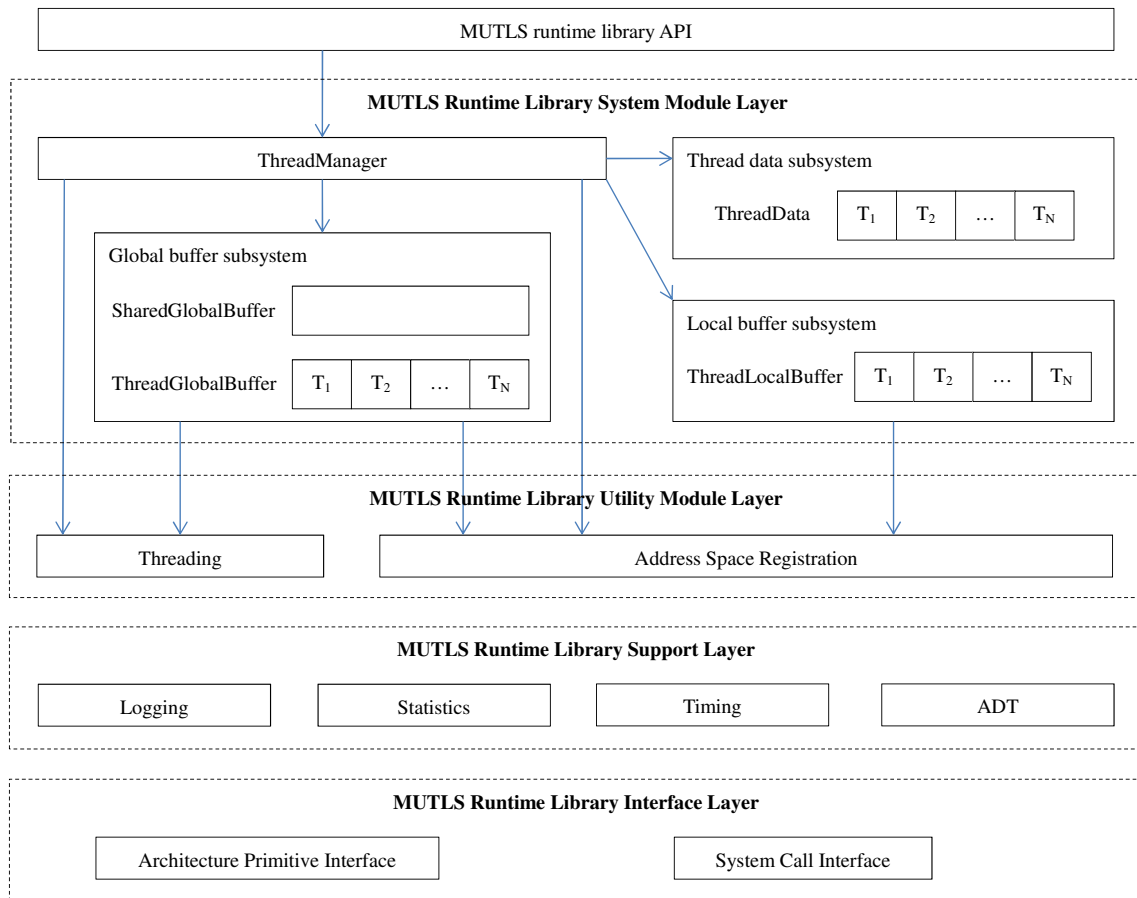 MUTLS runtime library API
MUTLS Runtime Library System Module Layer
ThreadManager
Thread data subsystem
ThreadData T1 T2 … TN
Global buffer subsystem
SharedGlobalBuffer
ThreadGlobalBuffer T1 T2 … TN
Local buffer subsystem
ThreadLocalBuffer T1 T2 … TN
MUTLS Runtime Library Utility Module Layer
Threading
Address Space Registration
MUTLS Runtime Library Support Layer
Logging
Statistics
Timing
ADT
MUTLS Runtime Library Interface Layer
Architecture Primitive Interface
System Call Interface